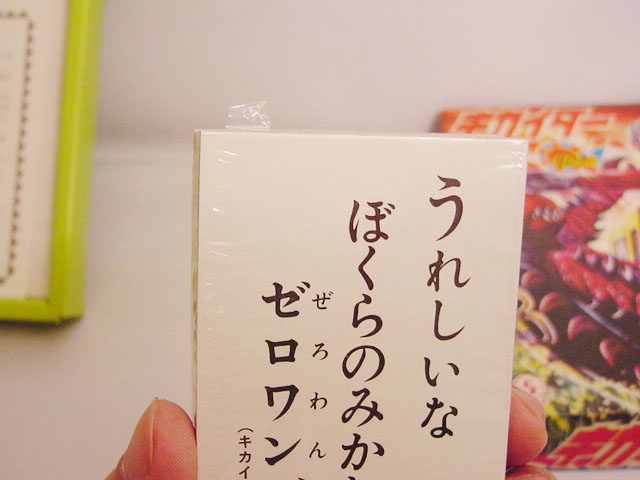 うれしいな
ぼくらのみか
ぜろわん
ゼロワン
（キカイ
キカイダー